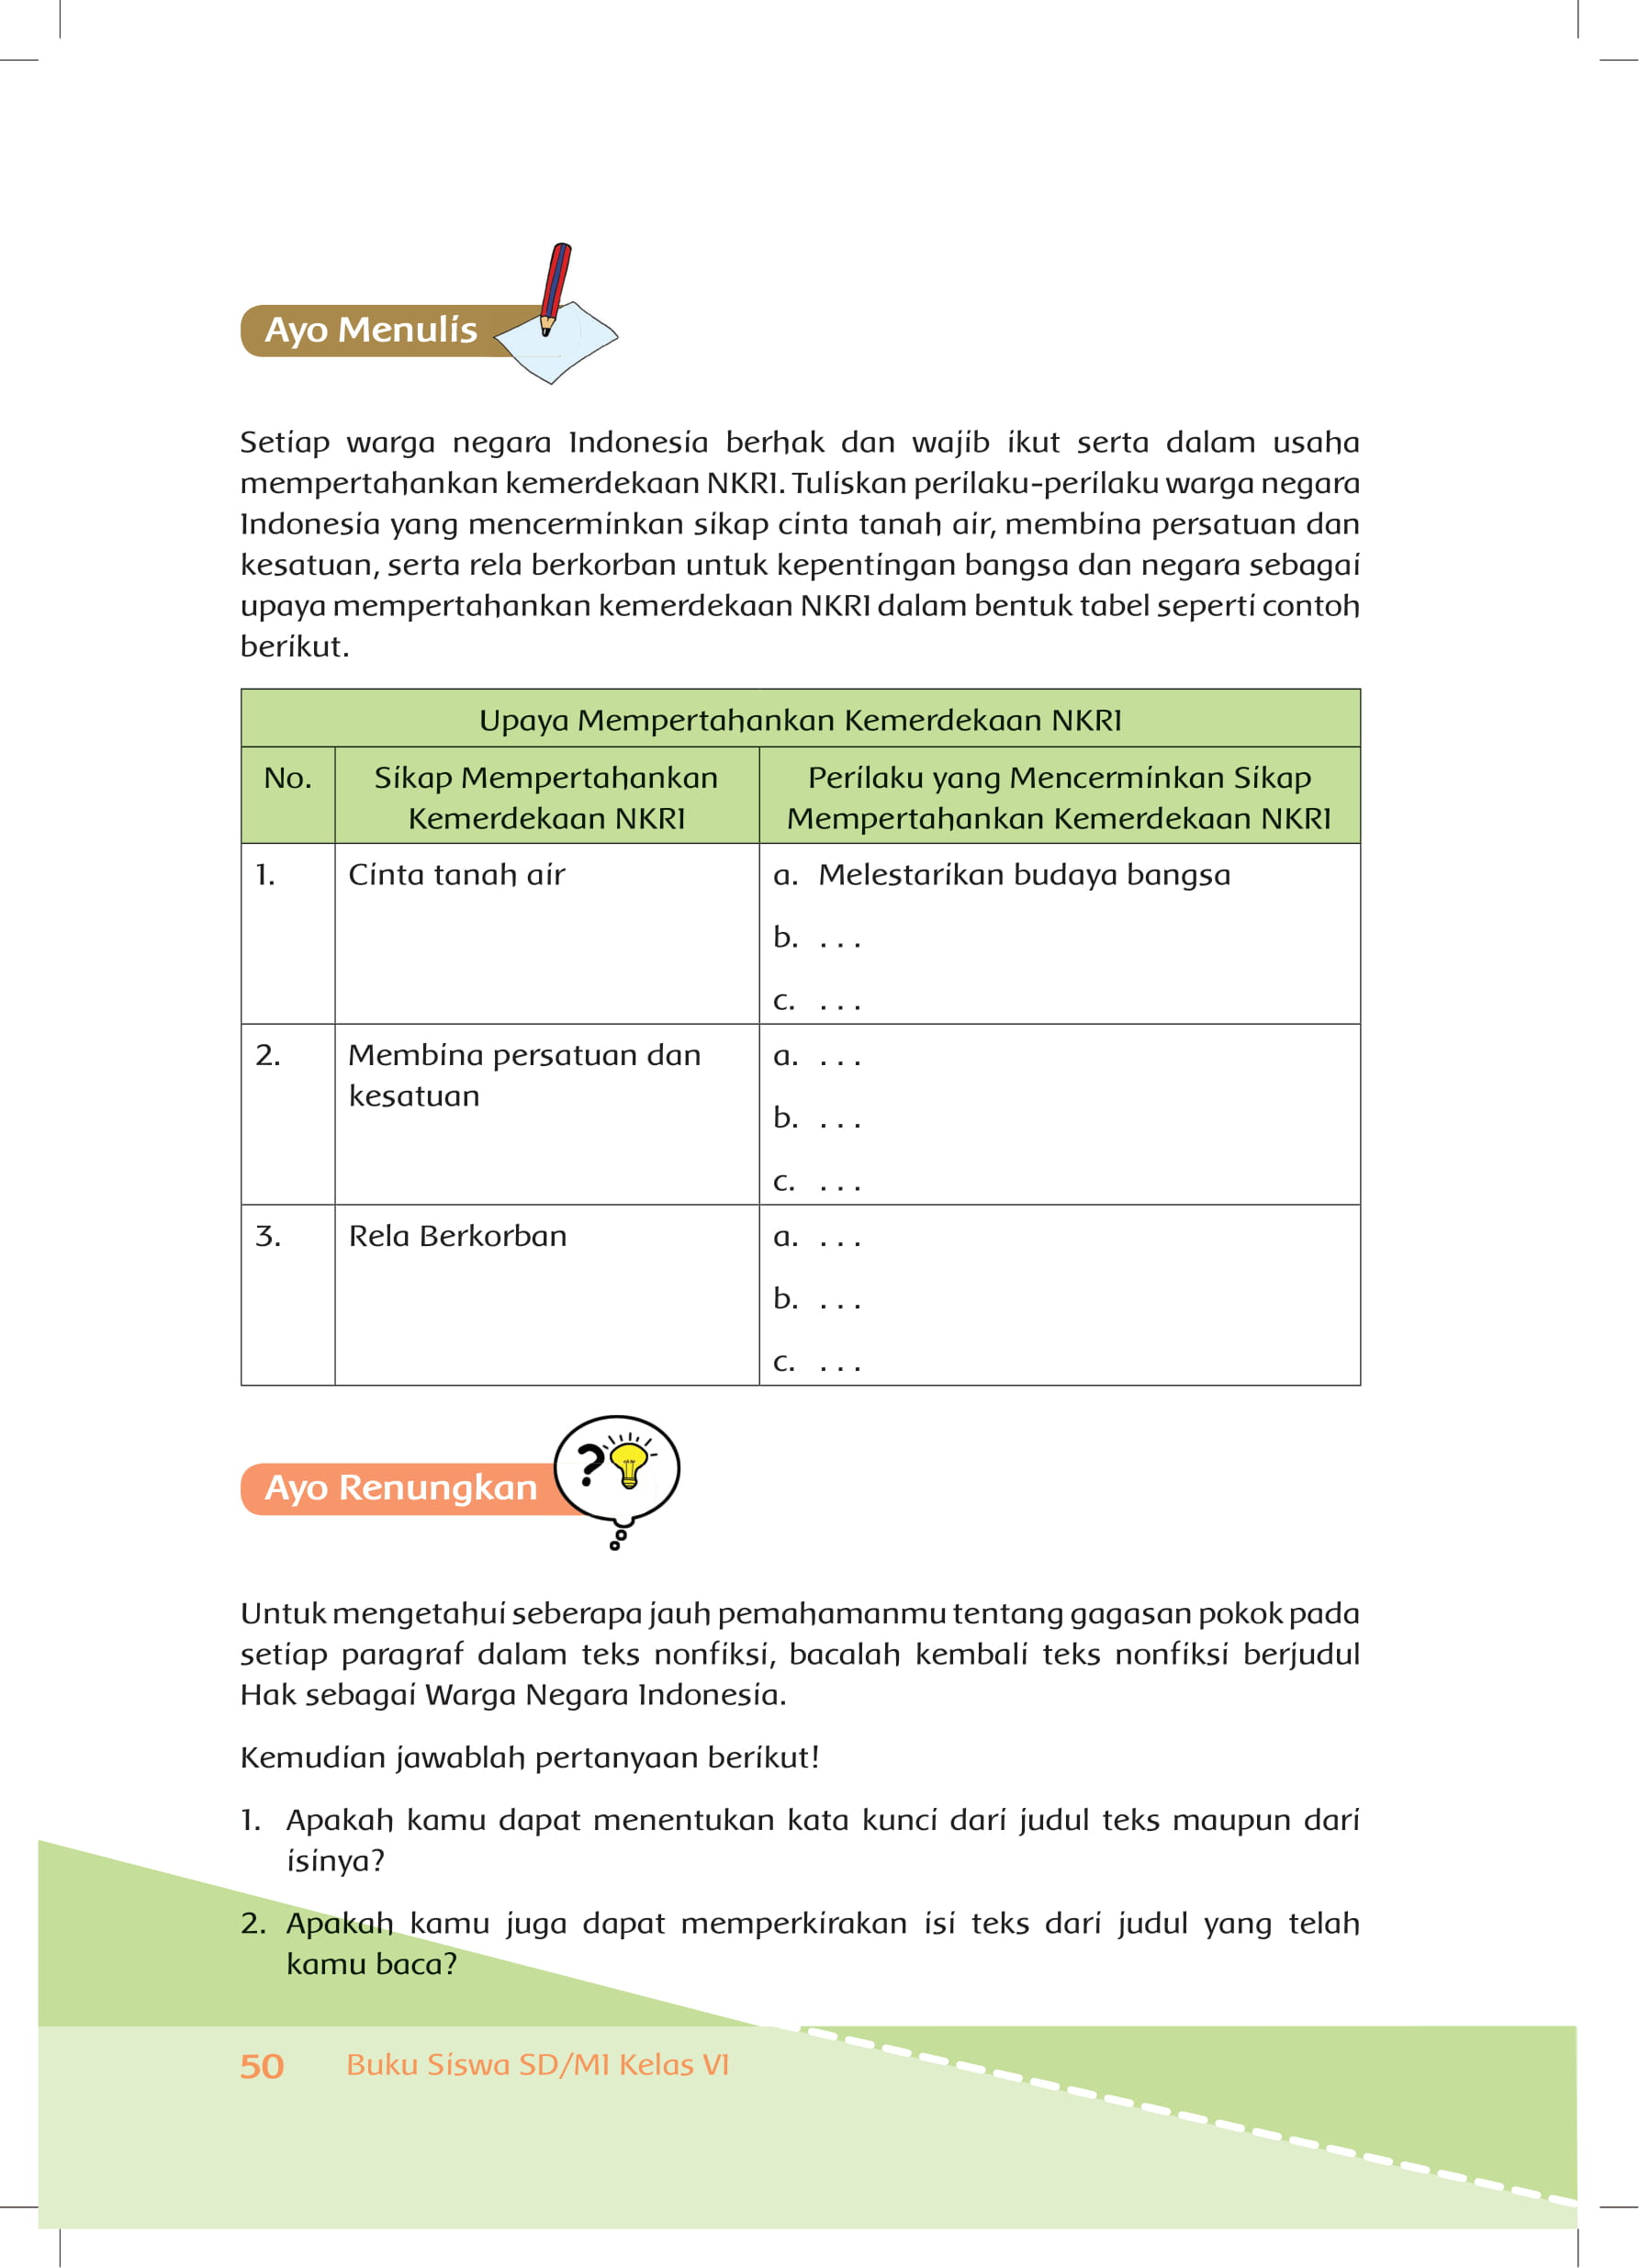 Ayo Menulis
Setiap warga negara Indonesia berhak dan wajib ikut serta dalam usaha
mempertahankan kemerdekaan NKRI. Tuliskan perilaku-perilaku warga negara
Indonesia yang mencerminkan sikap cinta tanah air, membina persatuan dan
kesatuan, serta rela berkorban untuk kepentingan bangsa dan negara sebagai
upaya mempertahankan kemerdekaan NKRI dalam bentuk tabel seperti contoh
berikut.
Upaya Mempertahankan Kemerdekaan NKRI
No.
Sikap Mempertahankan
Kemerdekaan NKRI
Perilaku yang Mencerminkan Sikap
Mempertahankan Kemerdekaan NKRI
1.
Cinta tanah air
a. Melestarikan budaya bangsa
b. . . .
c. . . .
2.
Membina persatuan dan
kesatuan
a. . . .
b. . . .
c. . . .
3.
Rela Berkorban
a. . . .
b. . . .
c. . . .
?
Ayo Renungkan
Untuk mengetahui seberapa jauh pemahamanmu tentang gagasan pokok pada
setiap paragraf dalam teks nonfiksi, bacalah kembali teks nonfiksi berjudul
Hak sebagai Warga Negara Indonesia.
Kemudian jawablah pertanyaan berikut!
1. Apakah kamu dapat menentukan kata kunci dari judul teks maupun dari
isinya?
2. Apakah kamu juga dapat memperkirakan isi teks dari judul yang telah
kamu baca?
50 Buku Siswa SD/MI Kelas VI